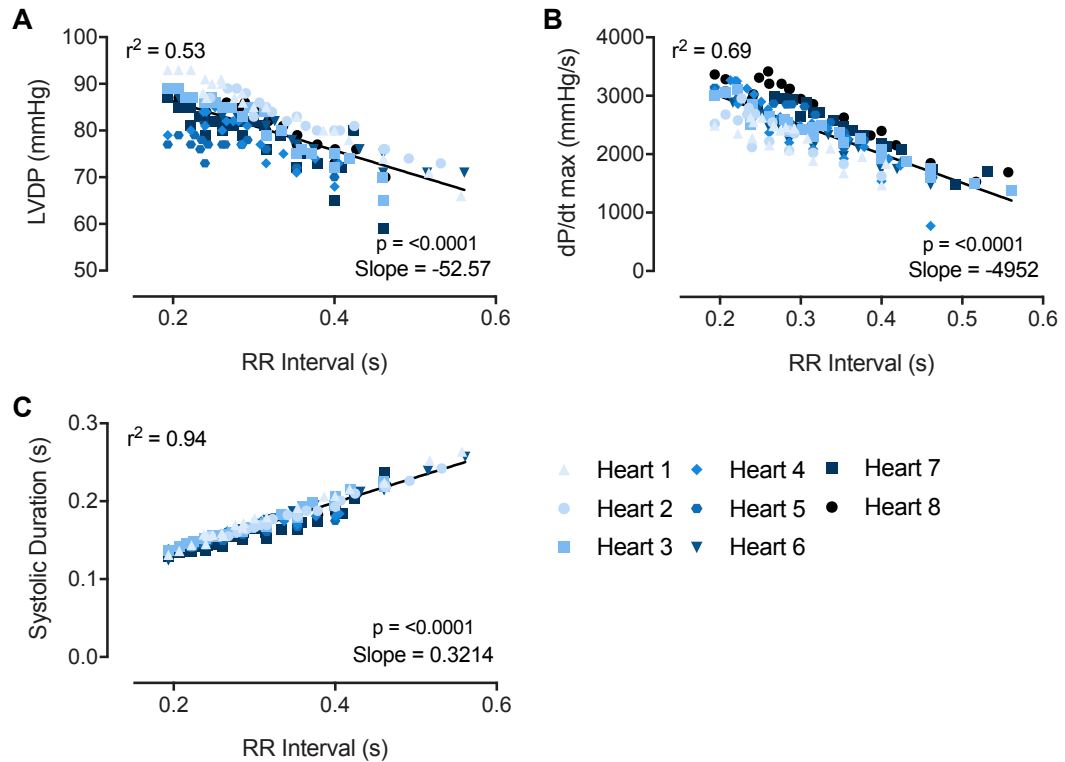 A
r² = 0.53
LVDP (mmHg)
100
90
80
70
60
50
p = <0.0001
Slope = -52.57
0.2
0.4
0.6
RR Interval (s)
B
r² = 0.69
dP/dt max (mmHg/s)
4000
3000
2000
1000
0
p = <0.0001
Slope = -4952
0.2
0.3
0.4
0.5
0.6
RR Interval (s)
C
r² = 0.94
Systolic Duration (s)
0.3
0.2
0.1
0.0
p = <0.0001
Slope = 0.3214
0.2
0.4
0.6
RR Interval (s)
Heart 1
Heart 2
Heart 3
Heart 4
Heart 5
Heart 6
Heart 7
Heart 8